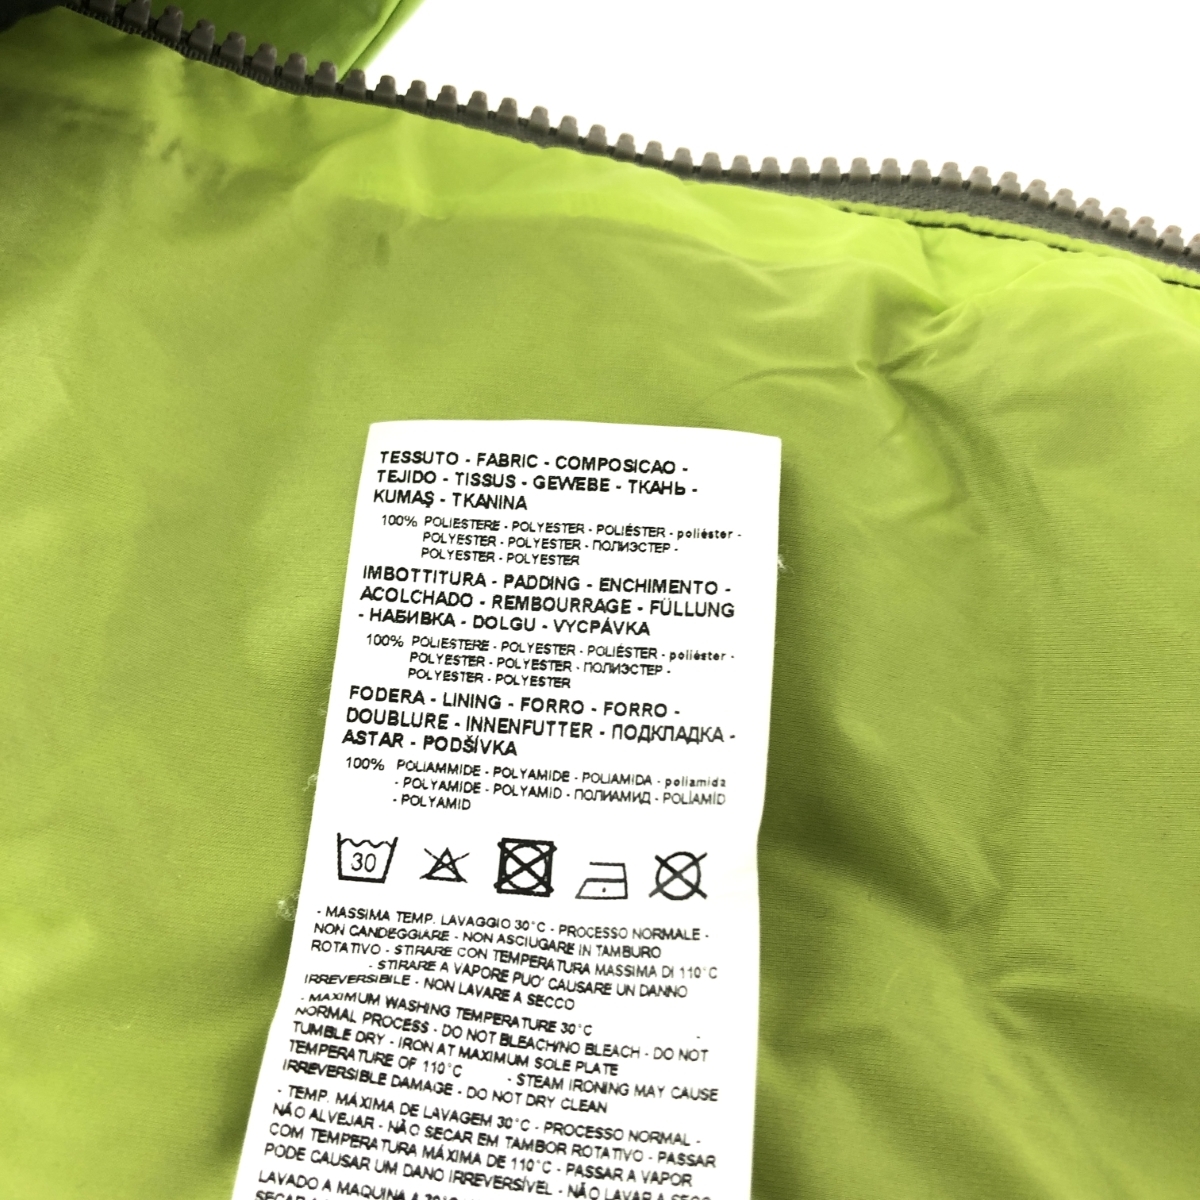 TESSUTO - FABRIC - COMPOSICAO -
TEJIDO - TISSUS - GEWEBE - ТКАНЬ -
KUMAŞ - TKANINA
100% POLIESTERE - POLYESTER - POLIÉSTER - poliéster -
POLYESTER - POLYESTER - ПОЛИЭСТЕР -
POLYESTER - POLYESTER
IMBOTTITURA - PADDING - ENCHIMENTO -
ACOLCHADO - REMBOURRAGE - FÜLLUNG
- НАБИВКА - DOLGU - VYCPÁVKA
100% POLIESTERE - POLYESTER - POLIÉSTER - poliéster -
POLYESTER - POLYESTER - ПОЛИЭСТЕР -
POLYESTER - POLYESTER
FODERA - LINING - FORRO - FORRO -
DOUBLURE - INNENFUTTER - ПОДКЛАДКА -
ASTAR - PODŠÍVKA
100% POLIAMMIDE - POLYAMIDE - POLIAMIDA - poliamida
- POLYAMIDE - POLYAMID - ПОЛИАМИД - POLİAMİD
- POLYAMID
30
- MASSIMA TEMP. LAVAGGIO 30°C - PROCESSO NORMALE -
NON CANDEGGIARE - NON ASCIUGARE IN TAMBURO
ROTATIVO - STIRARE CON TEMPERATURA MASSIMA DI 110°C
- STIRARE A VAPORE PUO' CAUSARE UN DANNO
IRREVERSIBILE - NON LAVARE A SECCO
- MAXIMUM WASHING TEMPERATURE 30°C -
NORMAL PROCESS - DO NOT BLEACH/NO BLEACH - DO NOT
TUMBLE DRY - IRON AT MAXIMUM SOLE PLATE
TEMPERATURE OF 110°C - STEAM IRONING MAY CAUSE
IRREVERSIBLE DAMAGE - DO NOT DRY CLEAN
- TEMP. MÁXIMA DE LAVAGEM 30°C - PROCESSO NORMAL -
NÃO ALVEJAR - NÃO SECAR EM TAMBOR ROTATIVO - PASSAR
COM TEMPERATURA MÁXIMA DE 110°C - PASSAR A VAPOR
PODE CAUSAR UM DANO IRREVERSÍVEL - NÃO LAVAR A SECO
LAVADO A MAQUINA A 30°C
SECAR